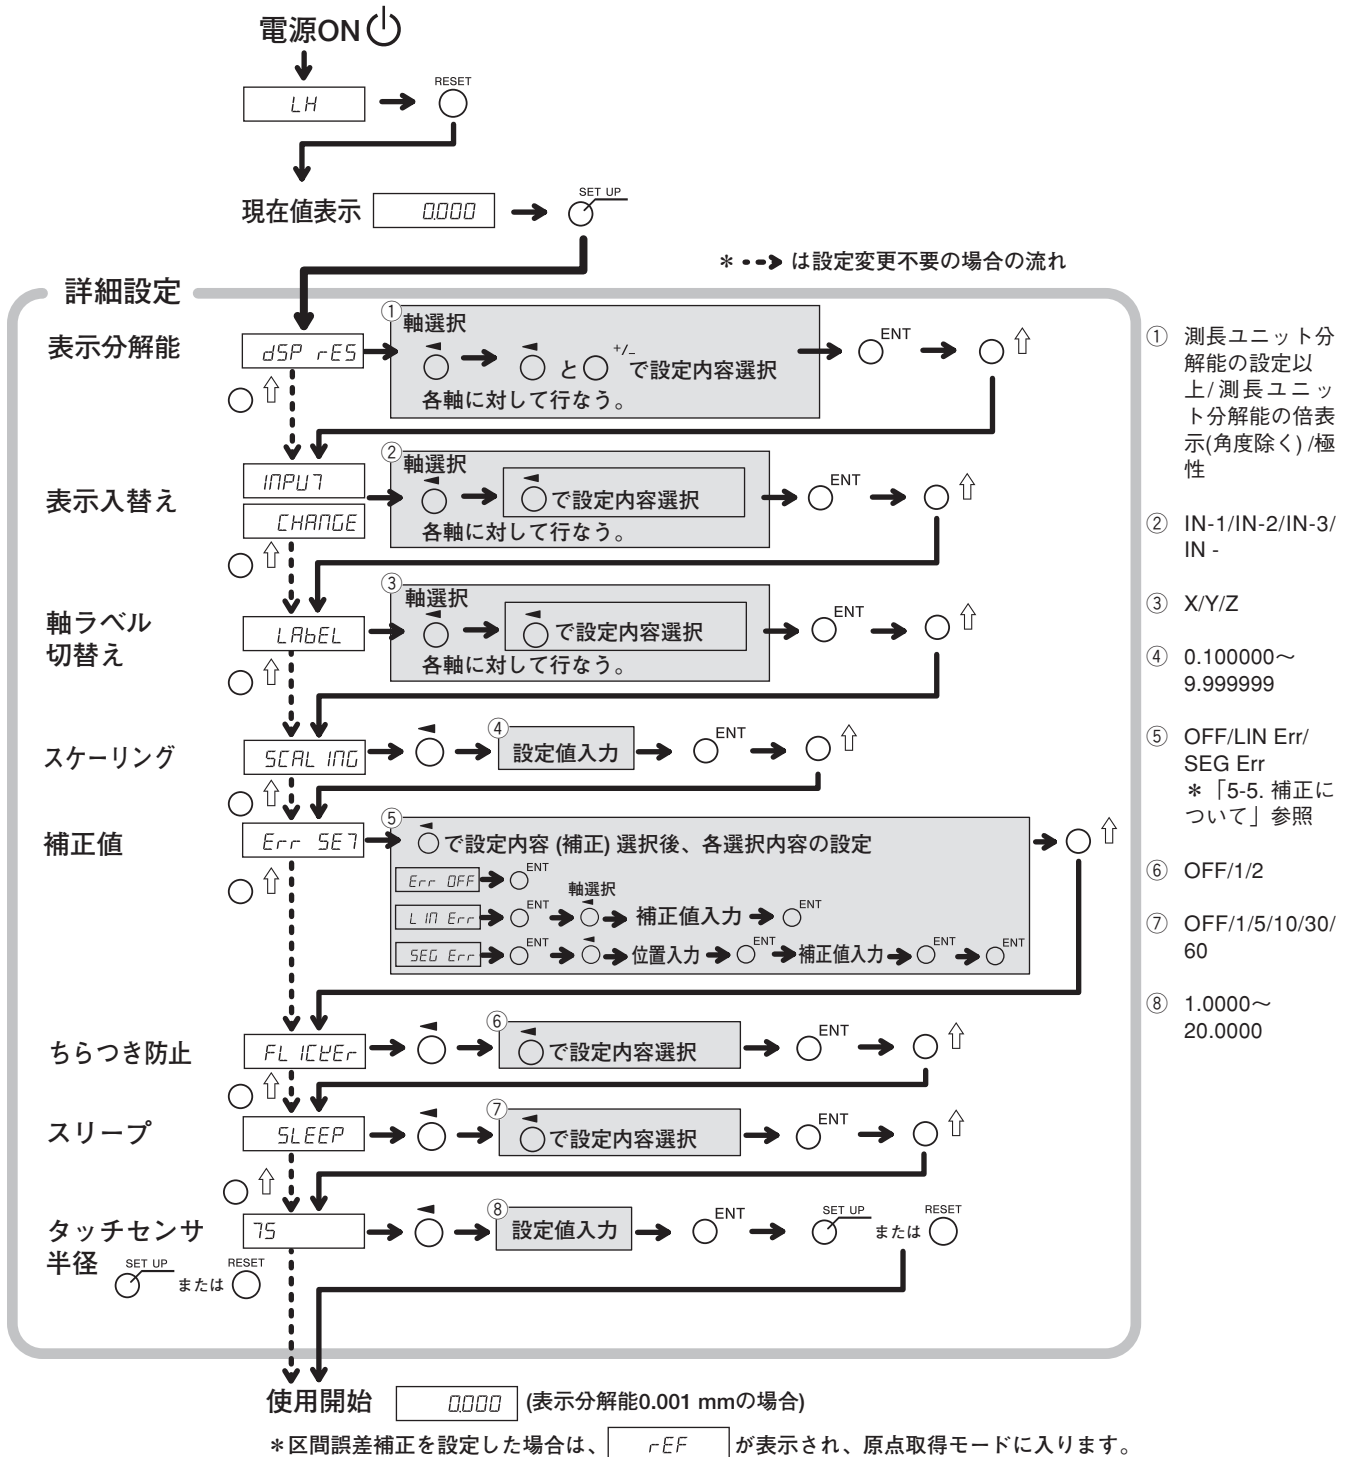 電源ON
LH
RESET
現在値表示
0.000
SET UP
* は設定変更不要の場合の流れ
詳細設定
表示分解能
dSP rES
①
軸選択
と
+/-
で設定内容選択
各軸に対して行なう。
ENT
表示入替え
INPUT
CHANGE
②
軸選択
で設定内容選択
各軸に対して行なう。
ENT
軸ラベル
切替え
LAbEL
③
軸選択
で設定内容選択
各軸に対して行なう。
ENT
スケーリング
SCALING
④
設定値入力
ENT
補正値
Err SET
⑤
で設定内容 (補正) 選択後、各選択内容の設定
Err OFF
ENT
軸選択
LIN Err
ENT
補正値入力
ENT
SEG Err
ENT
位置入力
ENT
補正値入力
ENT
ENT
ちらつき防止
FLICKEr
⑥
で設定内容選択
ENT
スリープ
SLEEP
⑦
で設定内容選択
ENT
タッチセンサ
半径
SET UP
または
RESET
TS
⑧
設定値入力
ENT
SET UP
または
RESET
使用開始
0.000
(表示分解能0.001 mmの場合)
*区間誤差補正を設定した場合は、 rEF が表示され、原点取得モードに入ります。
① 測長ユニット分
解能の設定以
上/測長ユニッ
ト分解能の倍表
示(角度除く) /極
性
② IN-1/IN-2/IN-3/
IN -
③ X/Y/Z
④ 0.100000～
9.999999
⑤ OFF/LIN Err/
SEG Err
*「5-5. 補正に
ついて」参照
⑥ OFF/1/2
⑦ OFF/1/5/10/30/
60
⑧ 1.0000～
20.0000